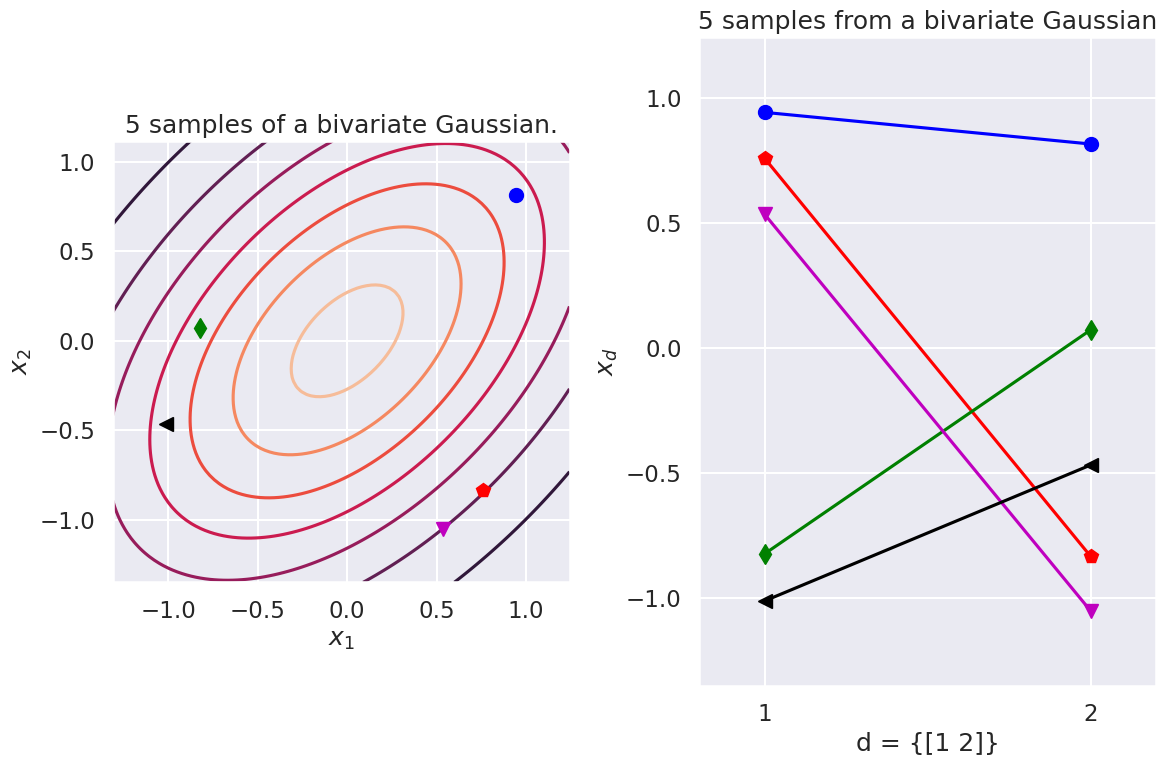 5 samples of a bivariate Gaussian.
1.0
0.5
0.0
−0.5
−1.0
x₂
−1.0 −0.5 0.0 0.5 1.0
x₁
5 samples from a bivariate Gaussian
1.0
0.5
0.0
−0.5
−1.0
x_d
1 2
d = {[1 2]}